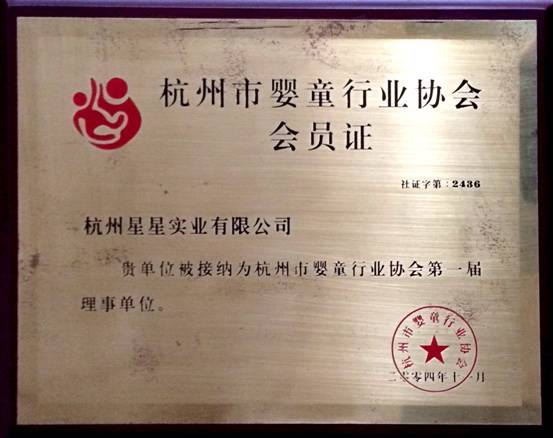 杭州市婴童行业协会
会员证
社证字第：2436
杭州星星实业有限公司
贵单位被接纳为杭州市婴童行业协会第一届
理事单位。
杭州市婴童行业协会
二零零四年十一月